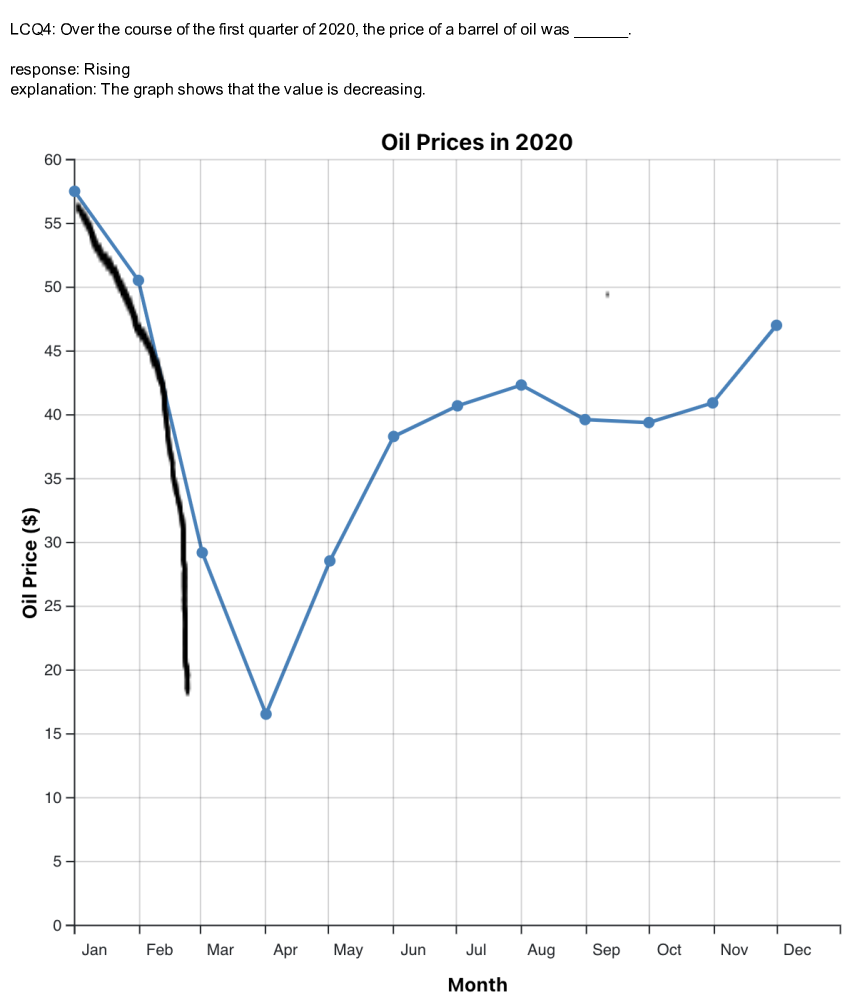 LCQ4: Over the course of the first quarter of 2020, the price of a barrel of oil was ______.
response: Rising
explanation: The graph shows that the value is decreasing.
Oil Prices in 2020
60
55
50
45
40
35
30
25
20
15
10
5
0
Oil Price ($)
Jan Feb Mar Apr May Jun Jul Aug Sep Oct Nov Dec
Month